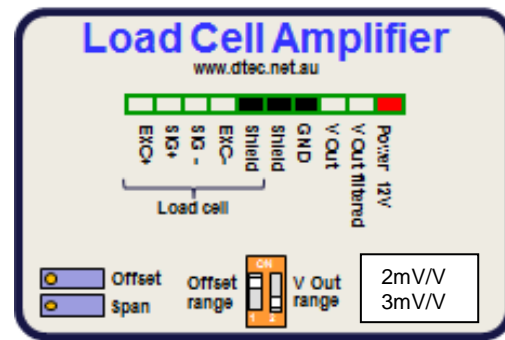 Load Cell Amplifier
www.dtec.net.au
EXC+
SIG+
SIG -
EXC-
Shield
Shield
GND
V Out
V Out filtered
Power 12V
Load cell
ON
1 2
Offset
Span
Offset
range
V Out
range
2mV/V
3mV/V